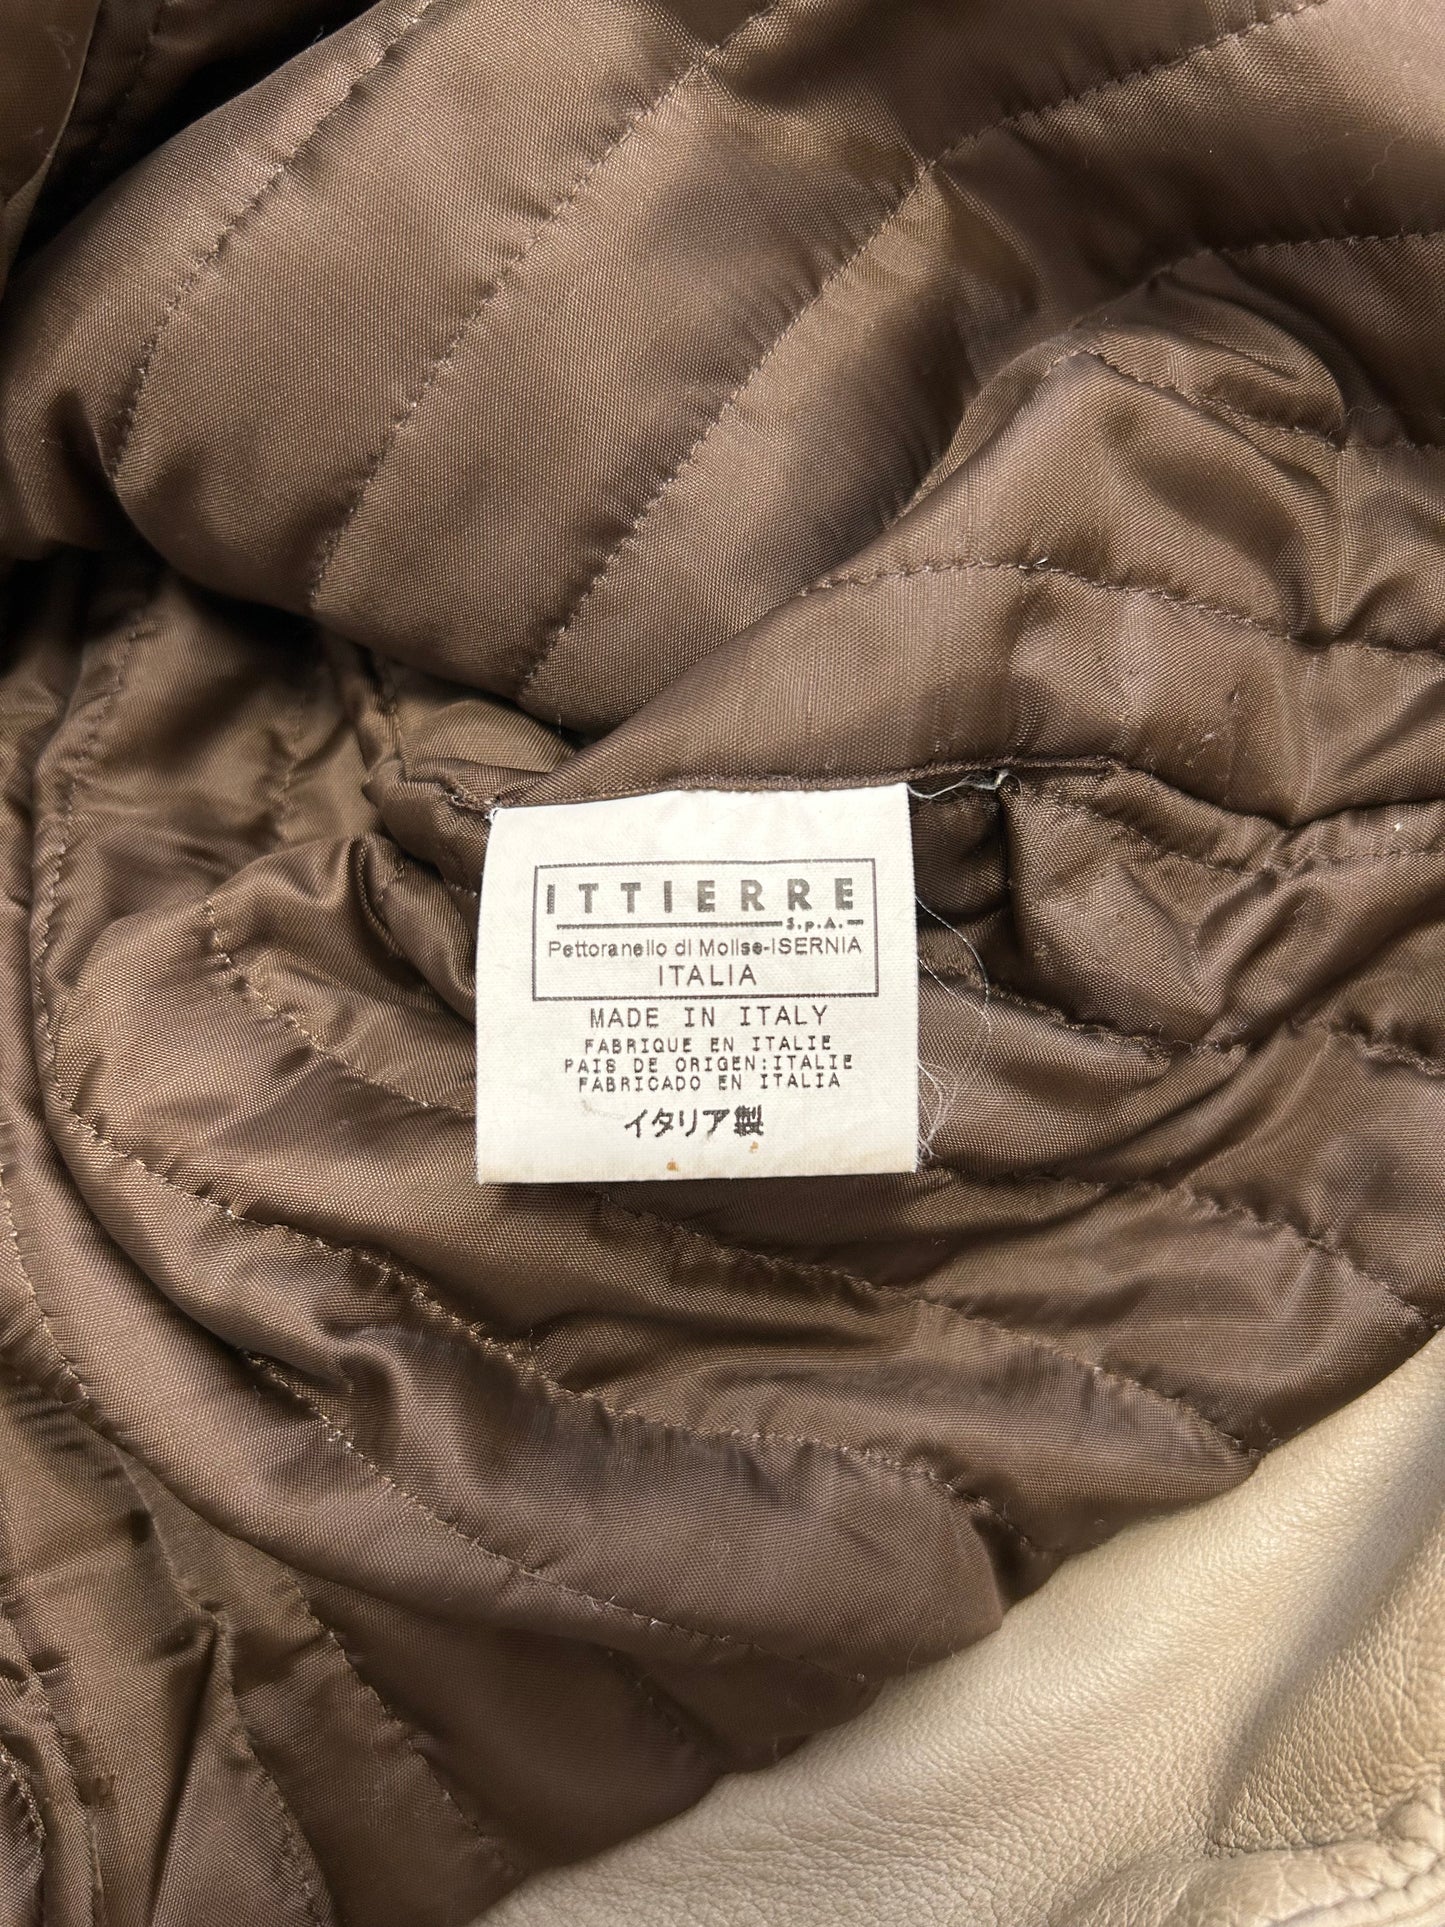 ITTIERRE
S.p.A.
Pettoranello di Molise-ISERNIA
ITALIA
MADE IN ITALY
FABRIQUE EN ITALIE
PAIS DE ORIGEN:ITALIE
FABRICADO EN ITALIA
イタリア製